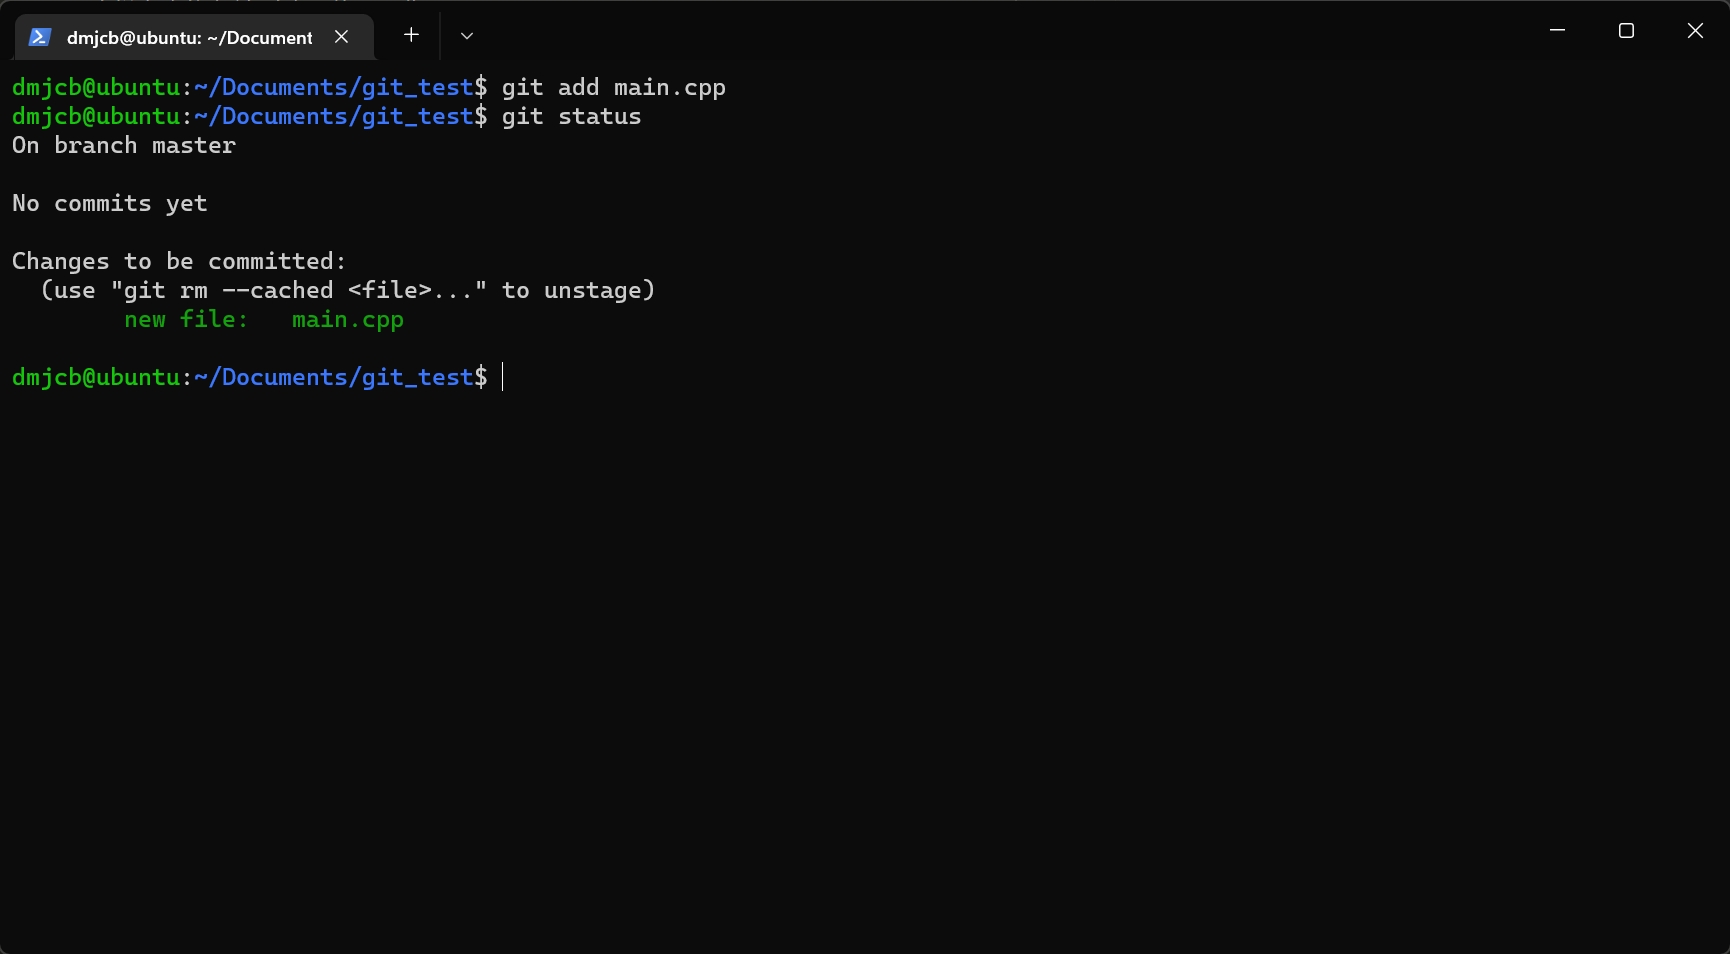 dmjcb@ubuntu: ~/Document
dmjcb@ubuntu:~/Documents/git_test$ git add main.cpp
dmjcb@ubuntu:~/Documents/git_test$ git status
On branch master
No commits yet
Changes to be committed:
  (use "git rm --cached <file>..." to unstage)
        new file:   main.cpp
dmjcb@ubuntu:~/Documents/git_test$